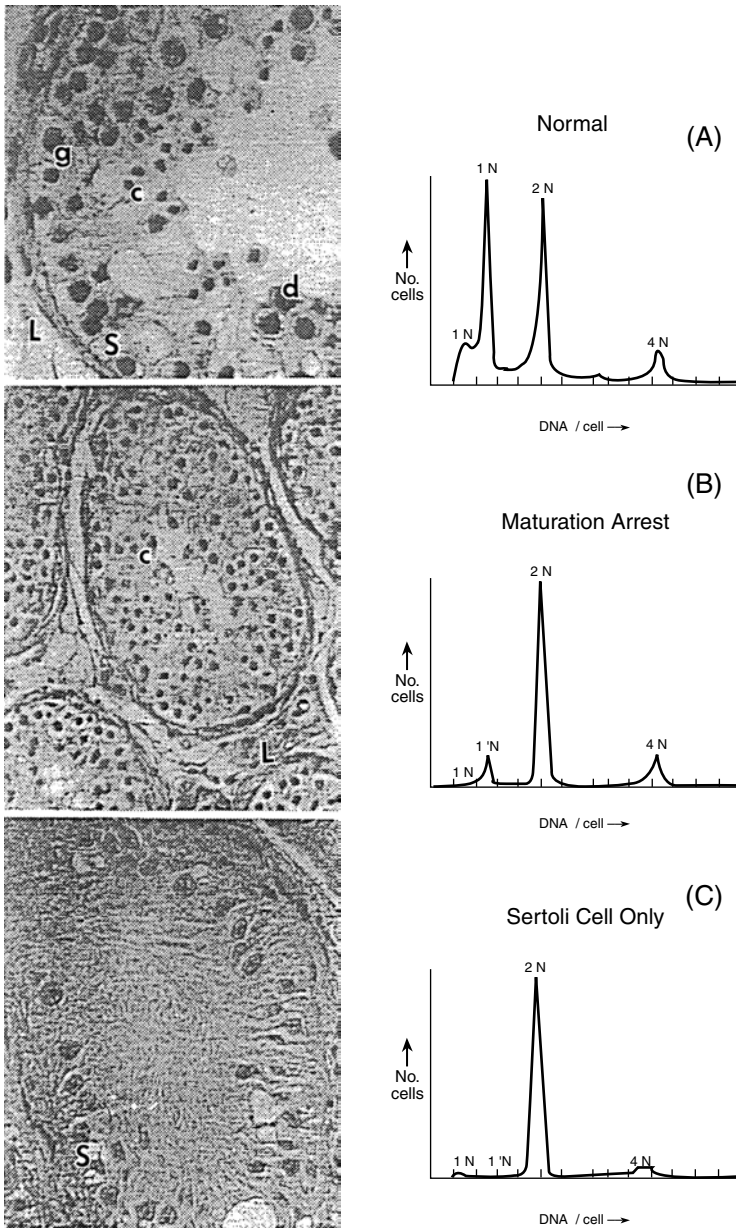 g
c
d
L
S
Normal
(A)
1 N
2 N
1 N
4 N
No.
cells
DNA / cell
c
L
(B)
Maturation Arrest
2 N
1 'N
4 N
1 N
No.
cells
DNA / cell
S
(C)
Sertoli Cell Only
2 N
1 N
1 'N
4 N
No.
cells
DNA / cell